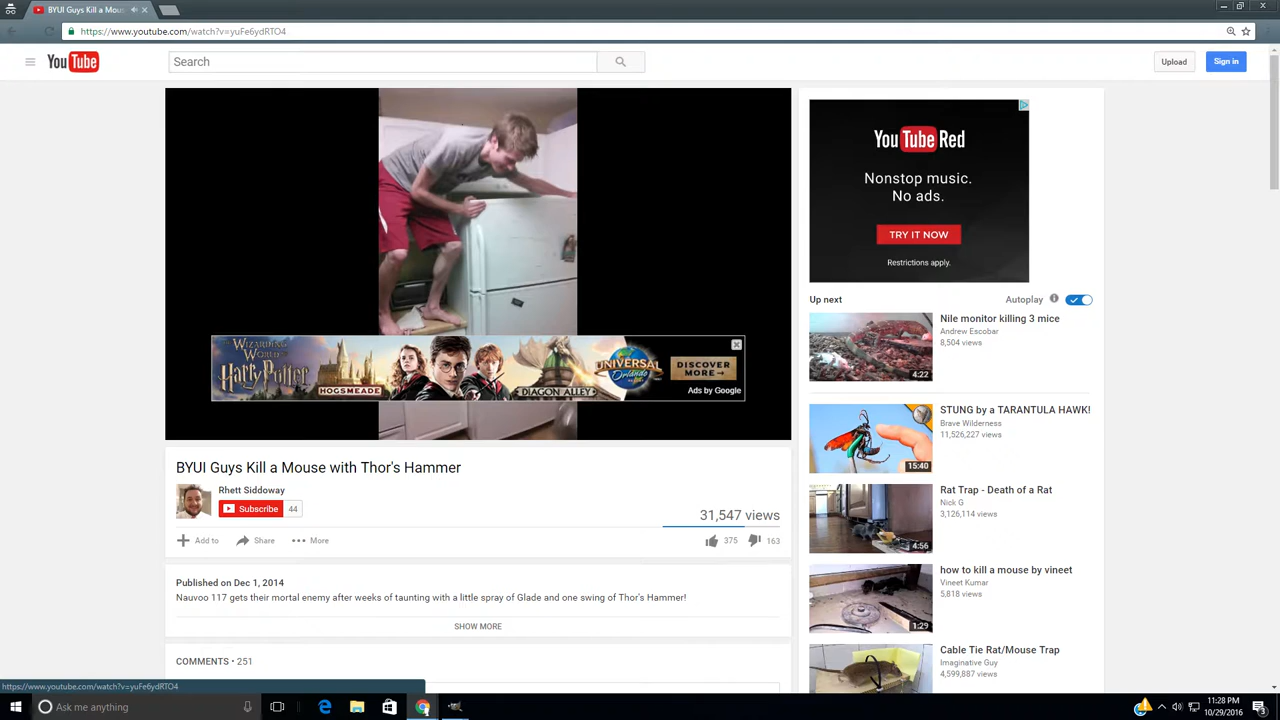 BYUI Guys Kill a Mous
https://www.youtube.com/watch?v=yuFe6ydRTO4
YouTube
Search
Upload
Sign in
YouTube Red
Nonstop music.
No ads.
TRY IT NOW
Restrictions apply.
THE WIZARDING
WORLD OF
Harry Potter
HOGSMEADE
DIAGON ALLEY
UNIVERSAL
Orlando
DISCOVER
MORE→
Ads by Google
BYUI Guys Kill a Mouse with Thor's Hammer
Rhett Siddoway
Subscribe
44
31,547 views
Add to
Share
More
375
163
Published on Dec 1, 2014
Nauvoo 117 gets their mortal enemy after weeks of taunting with a little spray of Glade and one swing of Thor's Hammer!
SHOW MORE
COMMENTS • 251
Up next
Autoplay
Nile monitor killing 3 mice
Andrew Escobar
8,504 views
4:22
STUNG by a TARANTULA HAWK!
Brave Wilderness
11,526,227 views
15:40
Rat Trap - Death of a Rat
Nick G
3,126,114 views
4:56
how to kill a mouse by vineet
Vineet Kumar
5,818 views
1:29
Cable Tie Rat/Mouse Trap
Imaginative Guy
4,599,887 views
https://www.youtube.com/watch?v=yuFe6ydRTO4
Ask me anything
11:28 PM
10/29/2016
3